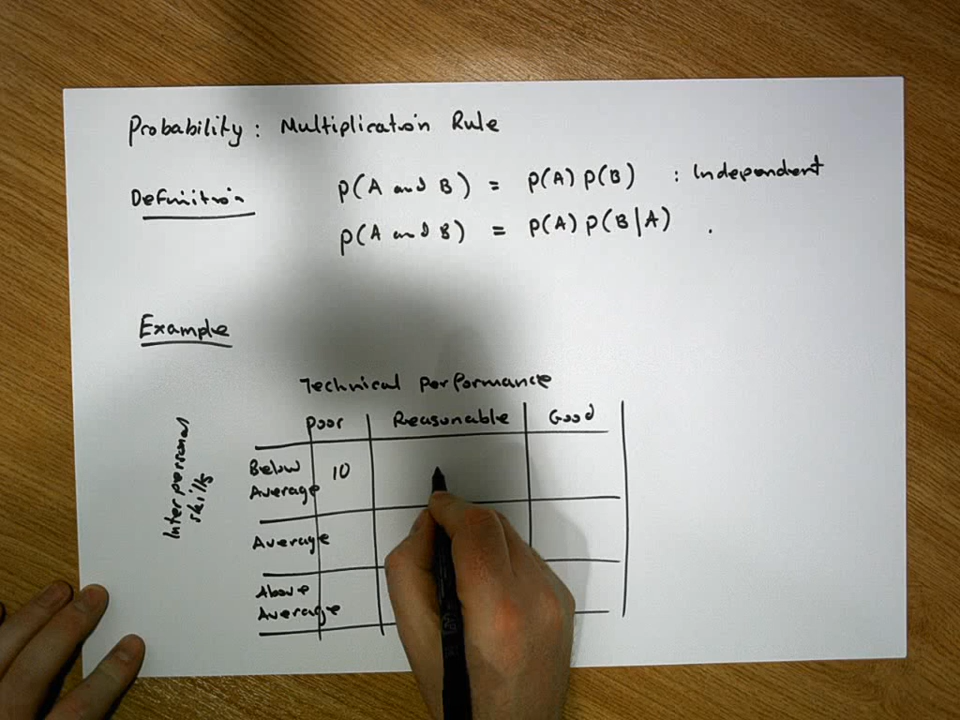 Probability: Multiplication Rule
Definition
P(A and B) = P(A) P(B) : Independent
P(A and B) = P(A) P(B|A) .
Example
Technical Performance
Poor Reasonable Good
Interpersonal
skills
Below
Average 10
Average
Above
Average